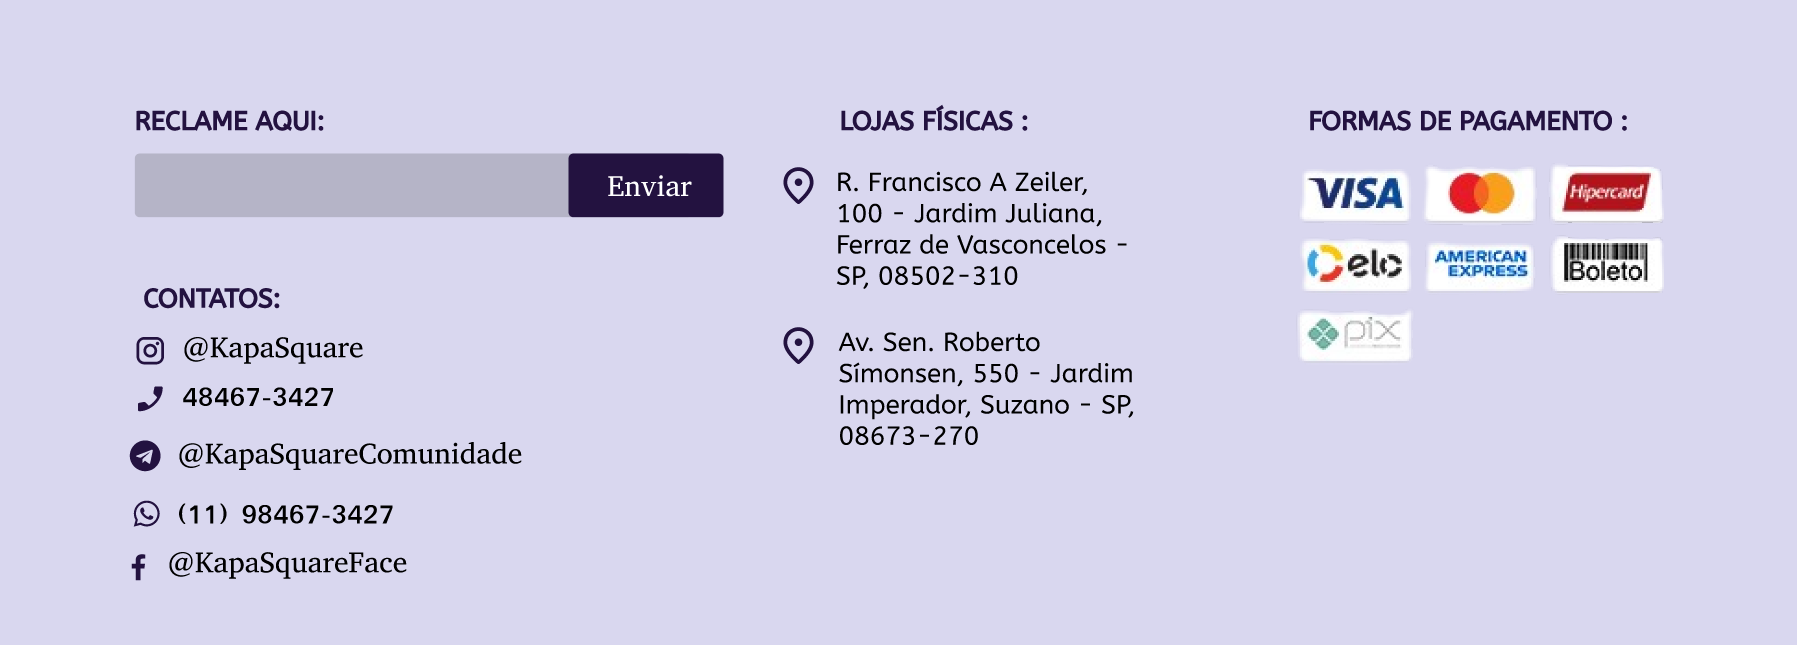 RECLAME AQUI:
Enviar
CONTATOS:
@KapaSquare
48467-3427
@KapaSquareComunidade
(11) 98467-3427
@KapaSquareFace
LOJAS FÍSICAS :
R. Francisco A Zeiler,
100 - Jardim Juliana,
Ferraz de Vasconcelos -
SP, 08502-310
Av. Sen. Roberto
Símonsen, 550 - Jardim
Imperador, Suzano - SP,
08673-270
FORMAS DE PAGAMENTO :
VISA
Hipercard
elo
AMERICAN
EXPRESS
Boleto
pix